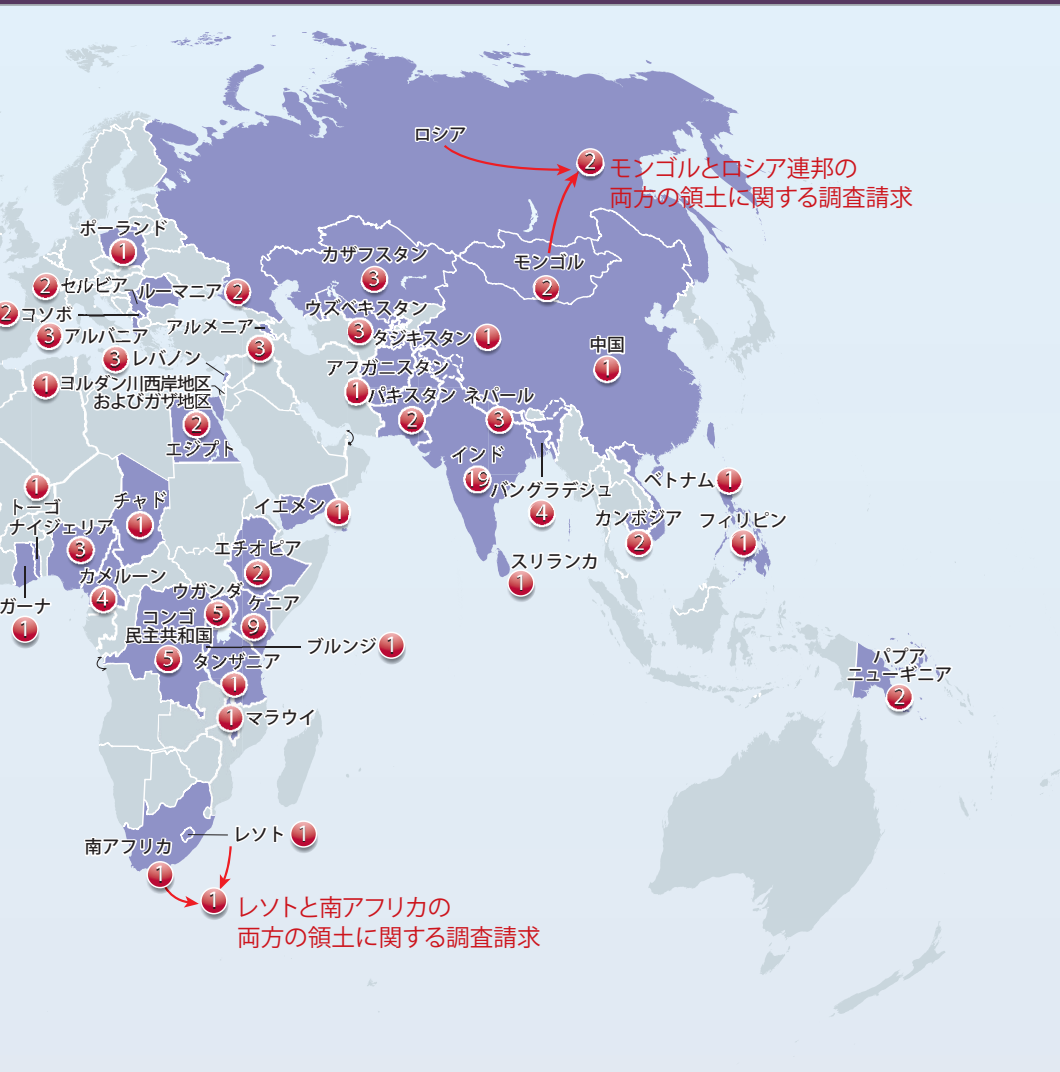 ロシア
2
モンゴルとロシア連邦の
両方の領土に関する調査請求
ポーランド
1
カザフスタン
3
モンゴル
2
2
セルビア
ルーマニア
2
2
コソボ
ウズベキスタン
3
3
アルバニア
アルメニア
3
タジキスタン
1
中国
1
3
レバノン
アフガニスタン
1
1
ヨルダン川西岸地区
およびガザ地区
パキスタン
2
ネパール
3
2
エジプト
インド
19
バングラデシュ
4
ベトナム
1
1
トーゴ
チャド
1
イエメン
1
カンボジア
2
フィリピン
1
ナイジェリア
3
エチオピア
2
スリランカ
1
カメルーン
4
ウガンダ
5
ケニア
9
ガーナ
1
コンゴ
民主共和国
5
ブルンジ
1
タンザニア
1
パプア
ニューギニア
2
1
マラウイ
レソト
1
南アフリカ
1
1
レソトと南アフリカの
両方の領土に関する調査請求